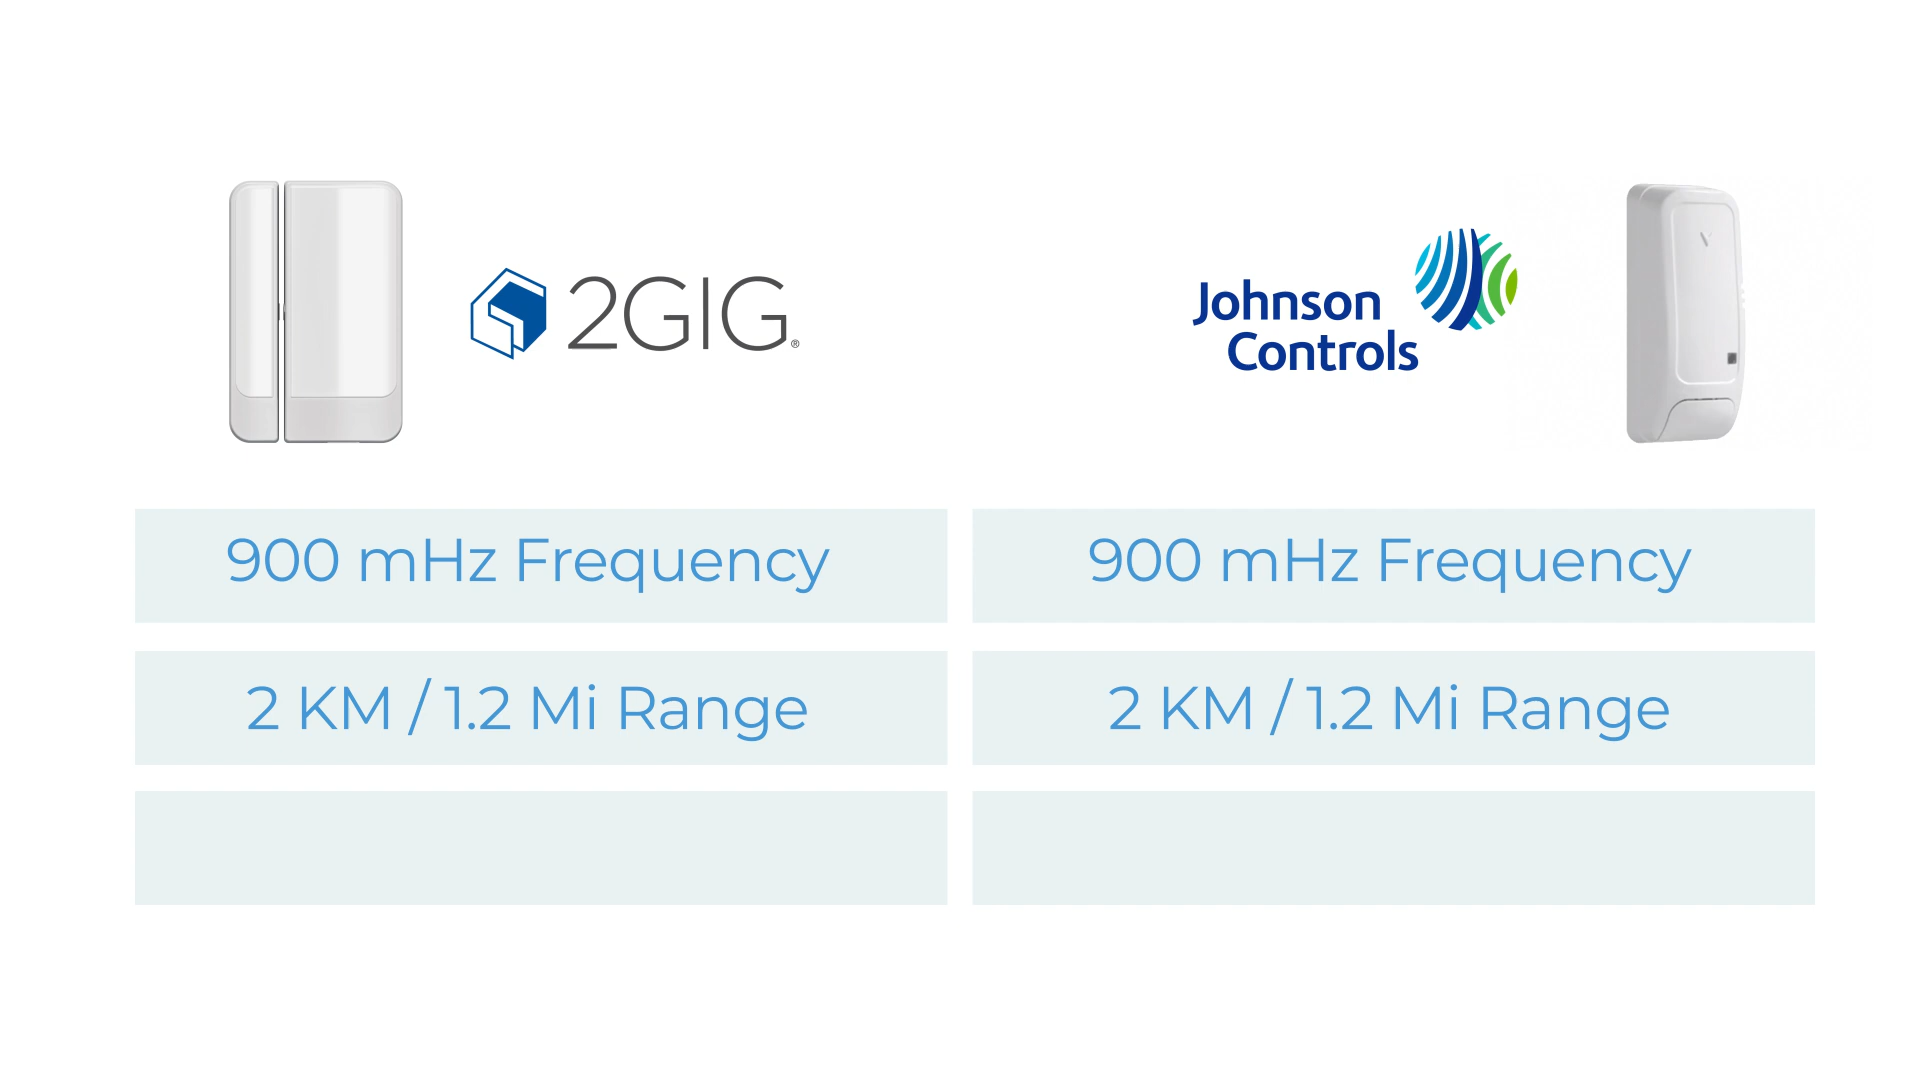 2GIG®
Johnson
Controls
900 mHz Frequency
900 mHz Frequency
2 KM / 1.2 Mi Range
2 KM / 1.2 Mi Range